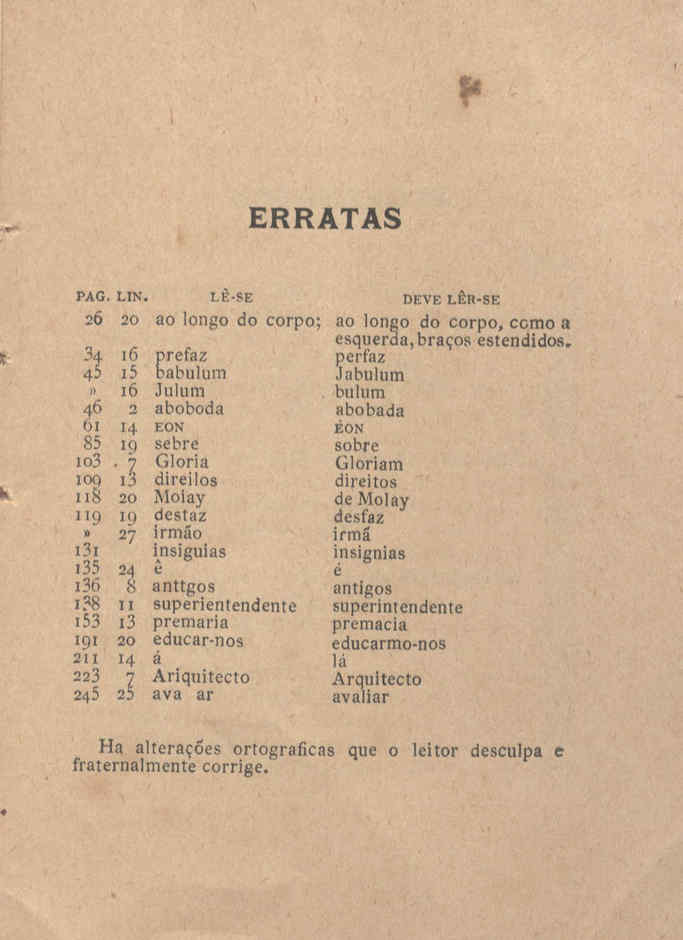 ERRATAS
PAG. LIN. LÊ-SE DEVE LÊR-SE
26 20 ao longo do corpo; ao longo do corpo, como a
esquerda, braços estendidos.
34 16 prefaz perfaz
45 15 babulum Jabulum
» 16 Julum bulum
46 2 aboboda abobada
61 14 EON ÉON
85 19 sebre sobre
103 7 Gloria Gloriam
109 13 direilos direitos
118 20 Molay de Molay
119 19 destaz desfaz
» 27 irmão irmã
131 insiguias insignias
135 24 ê é
136 8 anttgos antigos
138 11 superientendente superintendente
153 13 premaria premacia
191 20 educar-nos educarmo-nos
211 14 á lá
223 7 Ariquitecto Arquitecto
245 25 ava ar avaliar
Ha alterações ortograficas que o leitor desculpa e
fraternalmente corrige.